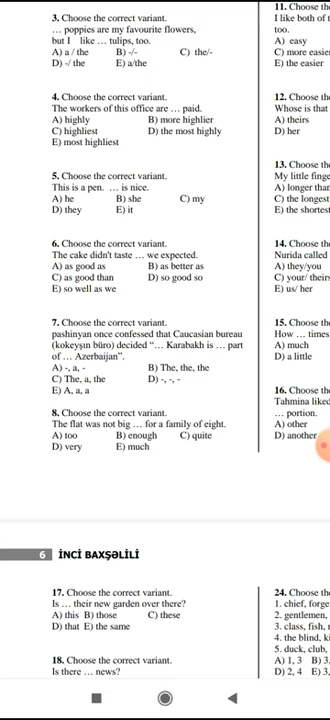 3. Choose the correct variant.
… poppies are my favourite flowers,
but I like … tulips, too.
A) a / the B) -/- C) the/-
D) -/ the E) a/the
4. Choose the correct variant.
The workers of this office are … paid.
A) highly B) more highlier
C) highliest D) the most highly
E) most highliest
5. Choose the correct variant.
This is a pen. … is nice.
A) he B) she C) my
D) they E) it
6. Choose the correct variant.
The cake didn't taste … we expected.
A) as good as B) as better as
C) as good than D) so good so
E) so well as we
7. Choose the correct variant.
pashinyan once confessed that Caucasian bureau
(kokeyşın büro) decided “… Karabakh is … part
of … Azerbaijan”.
A) -, a, - B) The, the, the
C) The, a, the D) -, -, -
E) A, a, a
8. Choose the correct variant.
The flat was not big … for a family of eight.
A) too B) enough C) quite
D) very E) much
11. Choose the
I like both of t
too.
A) easy
C) more easie
E) the easier
12. Choose the
Whose is that
A) theirs
D) her
13. Choose the
My little finge
A) longer than
C) the longest
E) the shortest
14. Choose the
Nurida called
A) they/you
C) your/ theirs
E) us/ her
15. Choose the
How … times
A) much
D) a little
16. Choose the
Tahmina liked
… portion.
A) other
D) another
6 İNCİ BAXŞƏLİLİ
17. Choose the correct variant.
Is … their new garden over there?
A) this B) those C) these
D) that E) the same
18. Choose the correct variant.
Is there … news?
24. Choose the
1. chief, forge
2. gentlemen,
3. class, fish,
4. the blind, ki
5. duck, club,
A) 1, 3 B) 3,
D) 2, 4 E) 3,